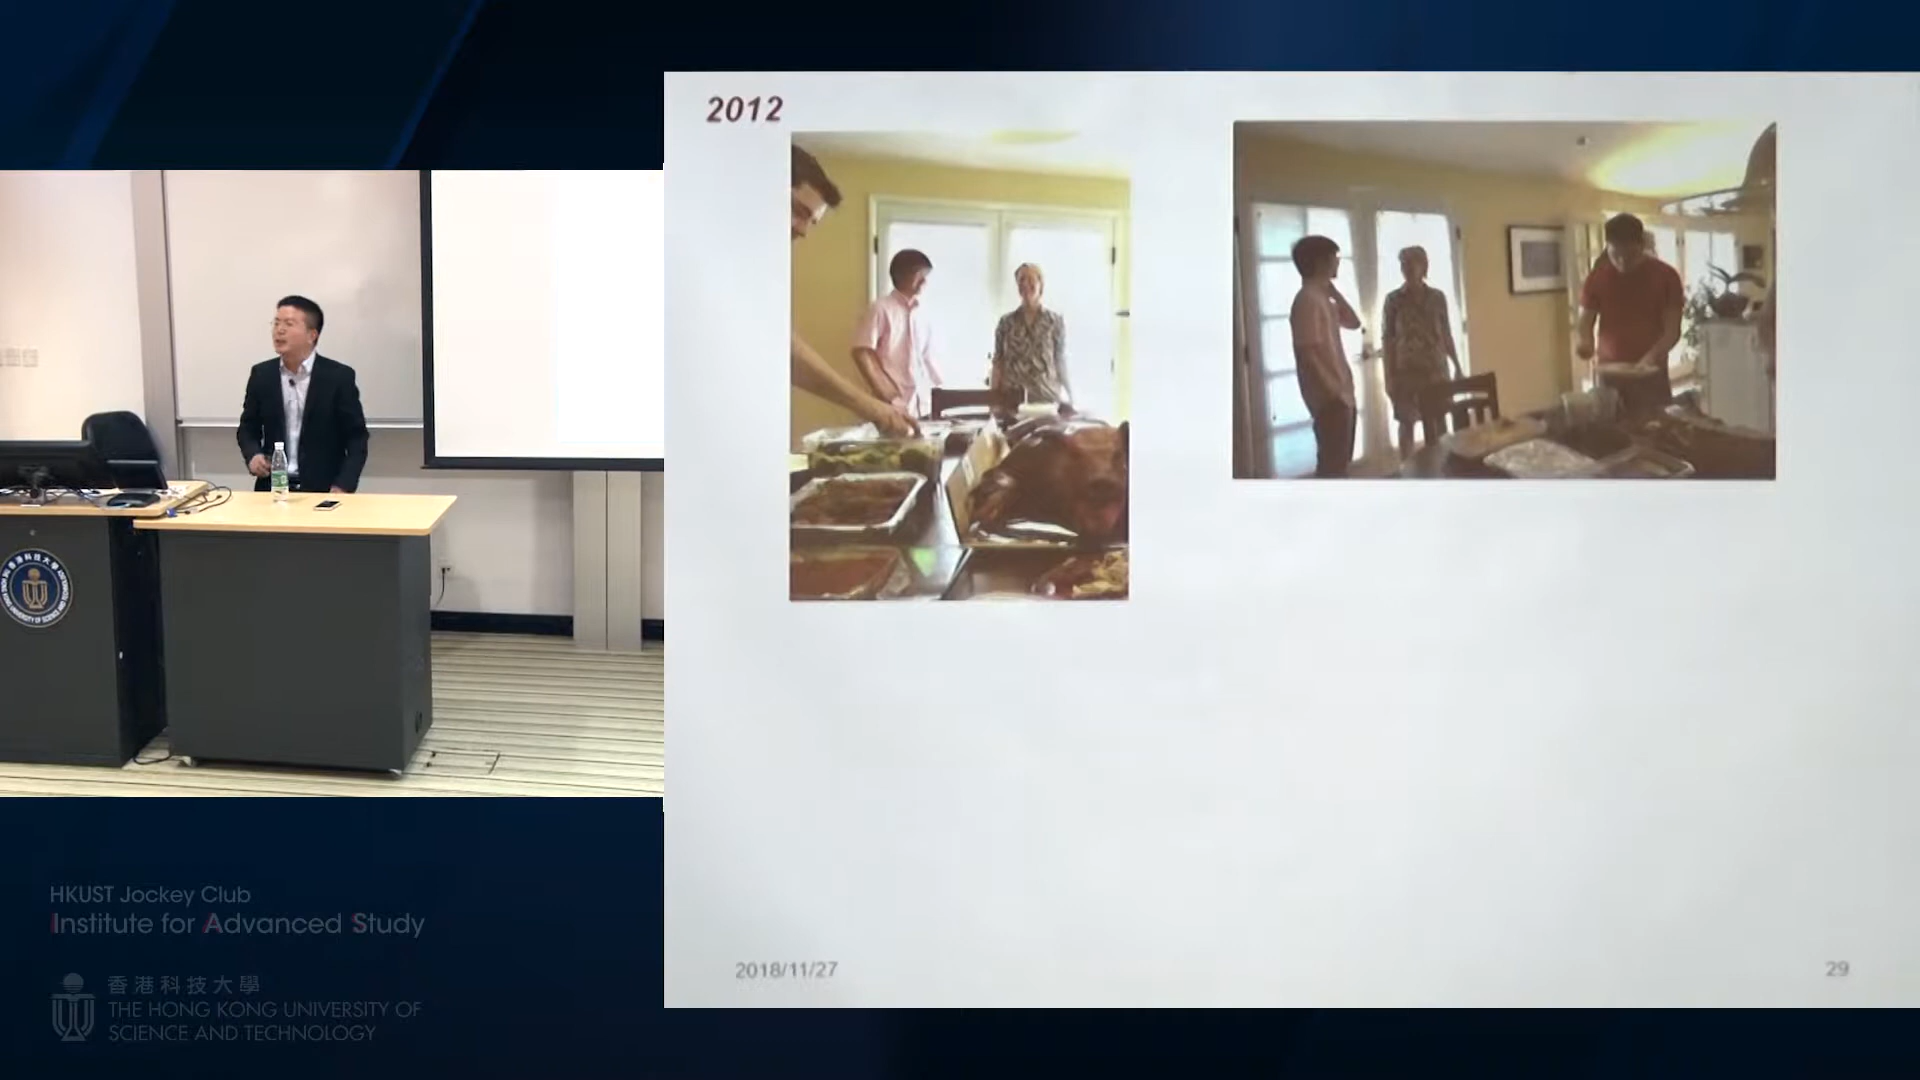 2012
2018/11/27
29
HKUST Jockey Club
Institute for Advanced Study
香港科技大學
THE HONG KONG UNIVERSITY OF
SCIENCE AND TECHNOLOGY